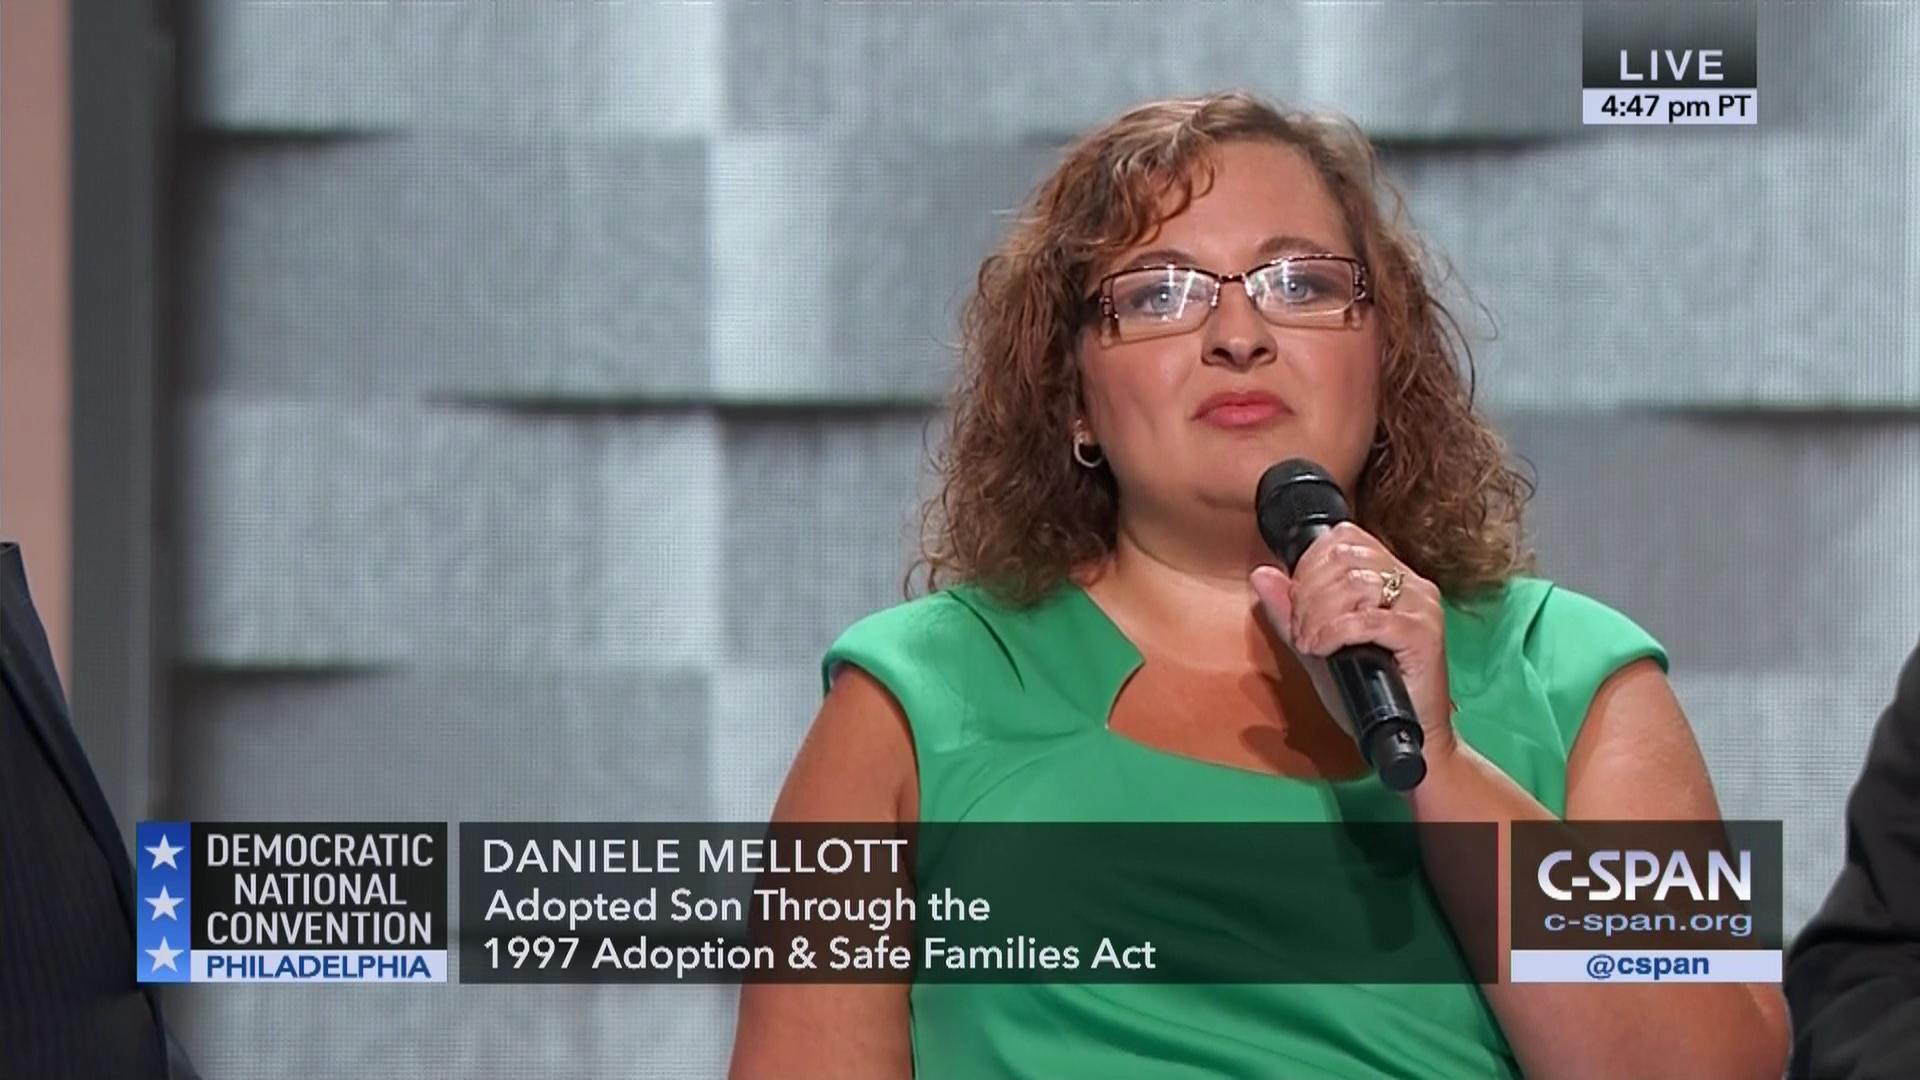 LIVE
4:47 pm PT
DEMOCRATIC
NATIONAL
CONVENTION
PHILADELPHIA
DANIELE MELLOTT
Adopted Son Through the
1997 Adoption & Safe Families Act
C-SPAN
c-span.org
@cspan